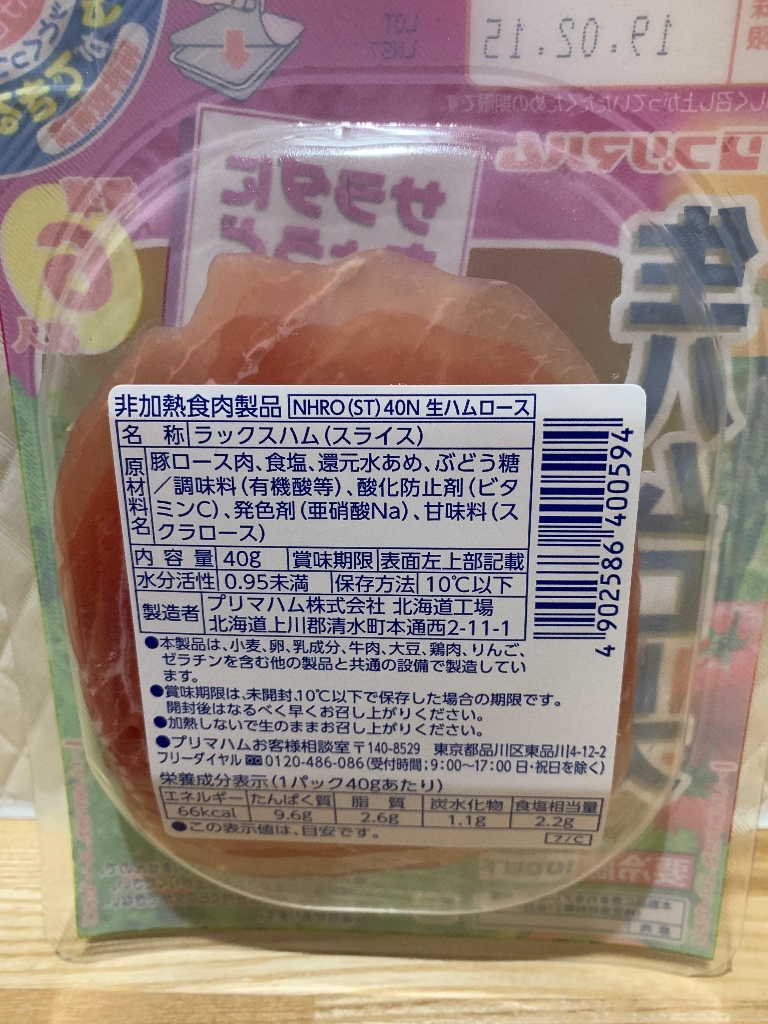 19.02.15
LOT
プリマハム
サラダに
生ハムロース
非加熱食肉製品 NHRO(ST)40N 生ハムロース
名 称 ラックスハム(スライス)
原材料名 豚ロース肉、食塩、還元水あめ、ぶどう糖
/調味料(有機酸等)、酸化防止剤(ビタ
ミンC)、発色剤(亜硝酸Na)、甘味料(ス
クラロース)
内容量 40g 賞味期限 表面左上部記載
水分活性 0.95未満 保存方法 10℃以下
製造者 プリマハム株式会社 北海道工場
北海道上川郡清水町本通西2-11-1
4 902586 400594
●本製品は、小麦、卵、乳成分、牛肉、大豆、鶏肉、りんご、
ゼラチンを含む他の製品と共通の設備で製造してい
ます。
●賞味期限は、未開封、10℃以下で保存した場合の期限です。
開封後はなるべく早くお召し上がりください。
●加熱しないで生のままお召し上がりください。
●プリマハムお客様相談室 〒140-8529 東京都品川区東品川4-12-2
フリーダイヤル 0120-486-086(受付時間:9:00〜17:00 日・祝日を除く)
栄養成分表示(1パック40gあたり)
エネルギー たんぱく質 脂 質 炭水化物 食塩相当量
66kcal 9.6g 2.6g 1.1g 2.2g
●この表示値は、目安です。
7/C
要冷蔵